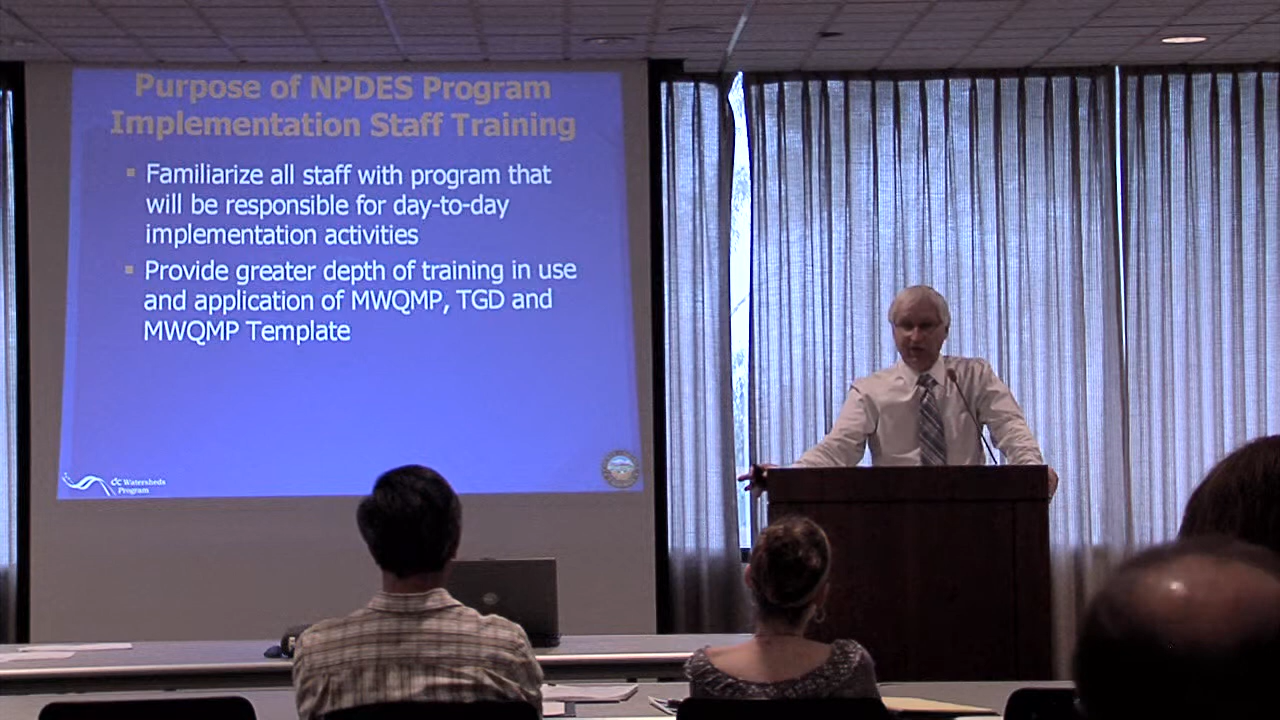 Purpose of NPDES Program
Implementation Staff Training
Familiarize all staff with program that
will be responsible for day-to-day
implementation activities
Provide greater depth of training in use
and application of MWQMP, TGD and
MWQMP Template
OC Watersheds
Program